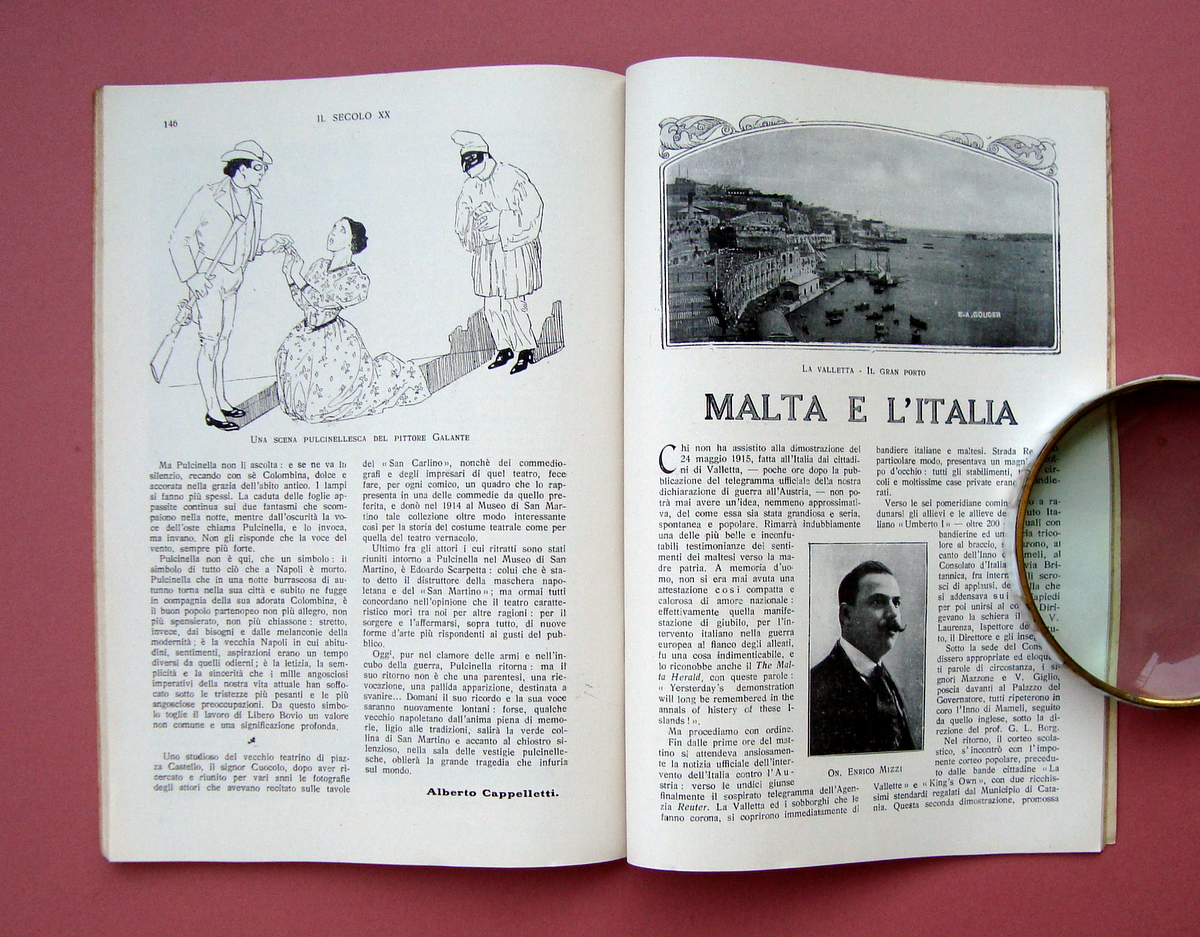 146
IL SECOLO XX
UNA SCENA PULCINELLESCA DEL PITTORE GALANTE
Ma Pulcinella non li ascolta: e se ne va in
silenzio, recando con sè Colombina, dolce e
accorata nella grazia dell'abito antico. I lampi
si fanno più spessi. La caduta delle foglie ap-
passite continua sui due fantasmi che scom-
paiono nella notte, mentre dall'oscurità la vo-
ce dell'oste chiama Pulcinella, e lo invoca,
ma invano. Non gli risponde che la voce del
vento, sempre più forte.
Pulcinella non è qui, che un simbolo: il
simbolo di tutto ciò che a Napoli è morto.
Pulcinella che in una notte burrascosa di au-
tunno torna nella sua città e subito ne fugge
in compagnia della sua adorata Colombina, è
il buon popolo partenopeo non più allegro, non
più spensierato, non più chiassone: stretto,
invece, dai bisogni e dalle melanconie della
modernità: è la vecchia Napoli in cui abitu-
dini, sentimenti, aspirazioni erano un tempo
diversi da quelli odierni; è la letizia, la sem-
plicità e la sincerità che i mille angosciosi
imperativi della nostra vita attuale han soffo-
cato sotto le tristezze più pesanti e le più
angosciose preoccupazioni. Da questo simbo-
lo toglie il lavoro di Libero Bovio un valore
non comune e una significazione profonda.
Uno studioso del vecchio teatrino di piaz-
za Castello, il signor Cuocolo, dopo aver ri-
cercato e riunito per vari anni le fotografie
degli attori che avevano recitato sulle tavole
del «San Carlino», nonchè dei commedio-
grafi e degli impresari di quel teatro, fece
fare, per ogni comico, un quadro che lo rap-
presenta in una delle commedie da quello pre-
ferita, e donò nel 1914 al Museo di San Mar-
tino tale collezione oltre modo interessante
così per la storia del costume teatrale come per
quella del teatro vernacolo.
Ultimo fra gli attori i cui ritratti sono stati
riuniti intorno a Pulcinella nel Museo di San
Martino, è Edoardo Scarpetta: colui che è sta-
to detto il distruttore della maschera napo-
letana e del «San Martino»; ma ormai tutti
concordano nell'opinione che il teatro caratte-
ristico morì tra noi per altre ragioni: per il
sorgere e l'affermarsi, sopra tutto, di nuove
forme d'arte più rispondenti ai gusti del pub-
blico.
Oggi, pur nel clamore delle armi e nell'in-
cubo della guerra, Pulcinella ritorna: ma il
suo ritorno non è che una parentesi, una rie-
vocazione, una pallida apparizione, destinata a
svanire... Domani il suo ricordo e la sua voce
saranno nuovamente lontani: forse, qualche
vecchio napoletano dall'anima piena di memo-
rie, ligio alle tradizioni, salirà la verde col-
lina di San Martino e accanto al chiostro si-
lenzioso, nella sala delle vestigie pulcinelle-
sche, oblierà la grande tragedia che infuria
sul mondo.
Alberto Cappelletti.
E.A.GOUDER
LA VALLETTA - IL GRAN PORTO
MALTA E L'ITALIA
Chi non ha assistito alla dimostrazione del
24 maggio 1915, fatta all'Italia dai cittadi-
ni di Valletta, — poche ore dopo la pub-
blicazione del telegramma ufficiale della nostra
dichiarazione di guerra all'Austria, — non po-
trà mai avere un'idea, nemmeno approssimati-
va, del come essa sia stata grandiosa e seria,
spontanea e popolare. Rimarrà indubbiamente
una delle più belle e inconfu-
tabili testimonianze dei senti-
menti dei maltesi verso la ma-
dre patria. A memoria d'uo-
mo, non si era mai avuta una
attestazione così compatta e
calorosa di amore nazionale:
effettivamente quella manife-
stazione di giubilo, per l'in-
tervento italiano nella guerra
europea al fianco degli alleati,
fu una cosa indimenticabile, e
lo riconobbe anche il The Mal-
ta Herald, con queste parole:
« Yersterday's demonstration
will long be remembered in the
annals of histery of these I-
slands! ».
Ma procediamo con ordine.
Fin dalle prime ore del mat-
tino si attendeva ansiosamen-
te la notizia ufficiale dell'inter-
vento dell'Italia contro l'Au-
stria: verso le undici giunse
finalmente il sospirato telegramma dell'Agen-
zia Reuter. La Valletta ed i sobborghi che le
fanno corona, si coprirono immediatamente di
ON. ENRICO MIZZI
bandiere italiane e maltesi. Strada
particolare modo, presentava un
po d'occhio: tutti gli stabilimenti,
coli e moltissime case private erano
rati.
Verso le sei pomeridiane a ra-
dunarsi gli allievi e le allieve Ita-
liano «Umberto I» — oltre 200 con
bandierine ed un trico-
lore al braccio,
canto dell'Inno
Consolato d'Italia Bri-
tannica, fra scro-
sci di applausi, che
si addensava sui
per poi unirsi al Diri-
gevano la schiera il V.
Laurenza, Ispettore
to, il Direttore e gli
Sotto la sede del
dissero appropriate ed
ti parole di circostanza, i
gnori Mazzone e V. Giglio,
poscia davanti al Palazzo del
Governatore, tutti ripeterono in
coro l'Inno di Mameli, seguito
da quello inglese, sotto la di-
rezione del prof. G. L. Borg.
Nel ritorno, il corteo scola-
stico, s'incontrò con l'impo-
nente corteo popolare, precedu-
to dalle bande cittadine «La
Vallette» e «King's Own», con due ricchis-
simi stendardi regalati dal Municipio di Cata-
nia. Questa seconda dimostrazione, promossa